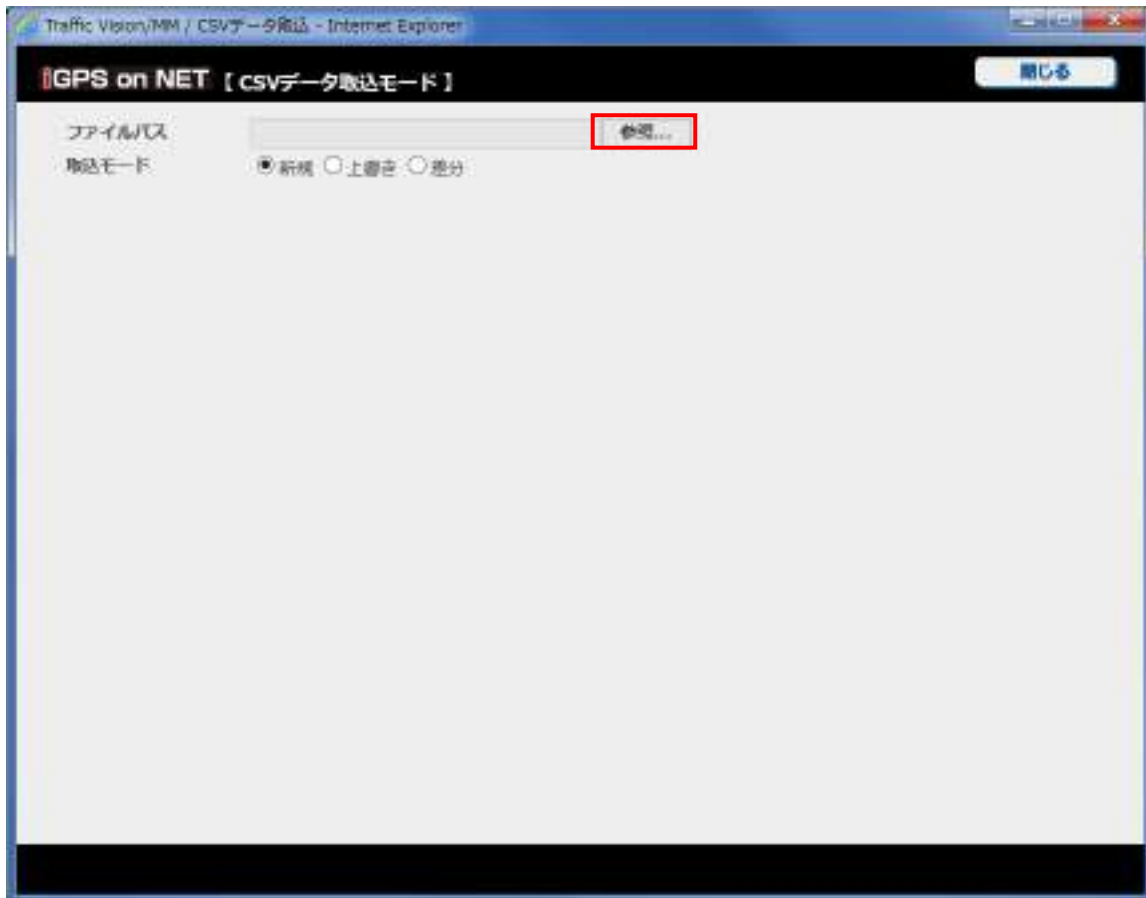 Traffic Vision/MM / CSVデータ取込 - Internet Explorer
iGPS on NET【CSVデータ取込モード】
閉じる
ファイルパス
参照...
取込モード
新規 上書き 差分